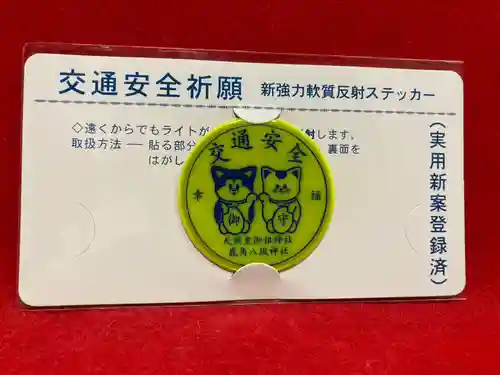 交通安全祈願 新強力軟質反射ステッカー
◇遠くからでもライトが
射します。
取扱方法 ― 貼る部分
裏面を
はがし
(実用新案登録済)
交通安全
幸 福
御 守
鹿角八坂神社